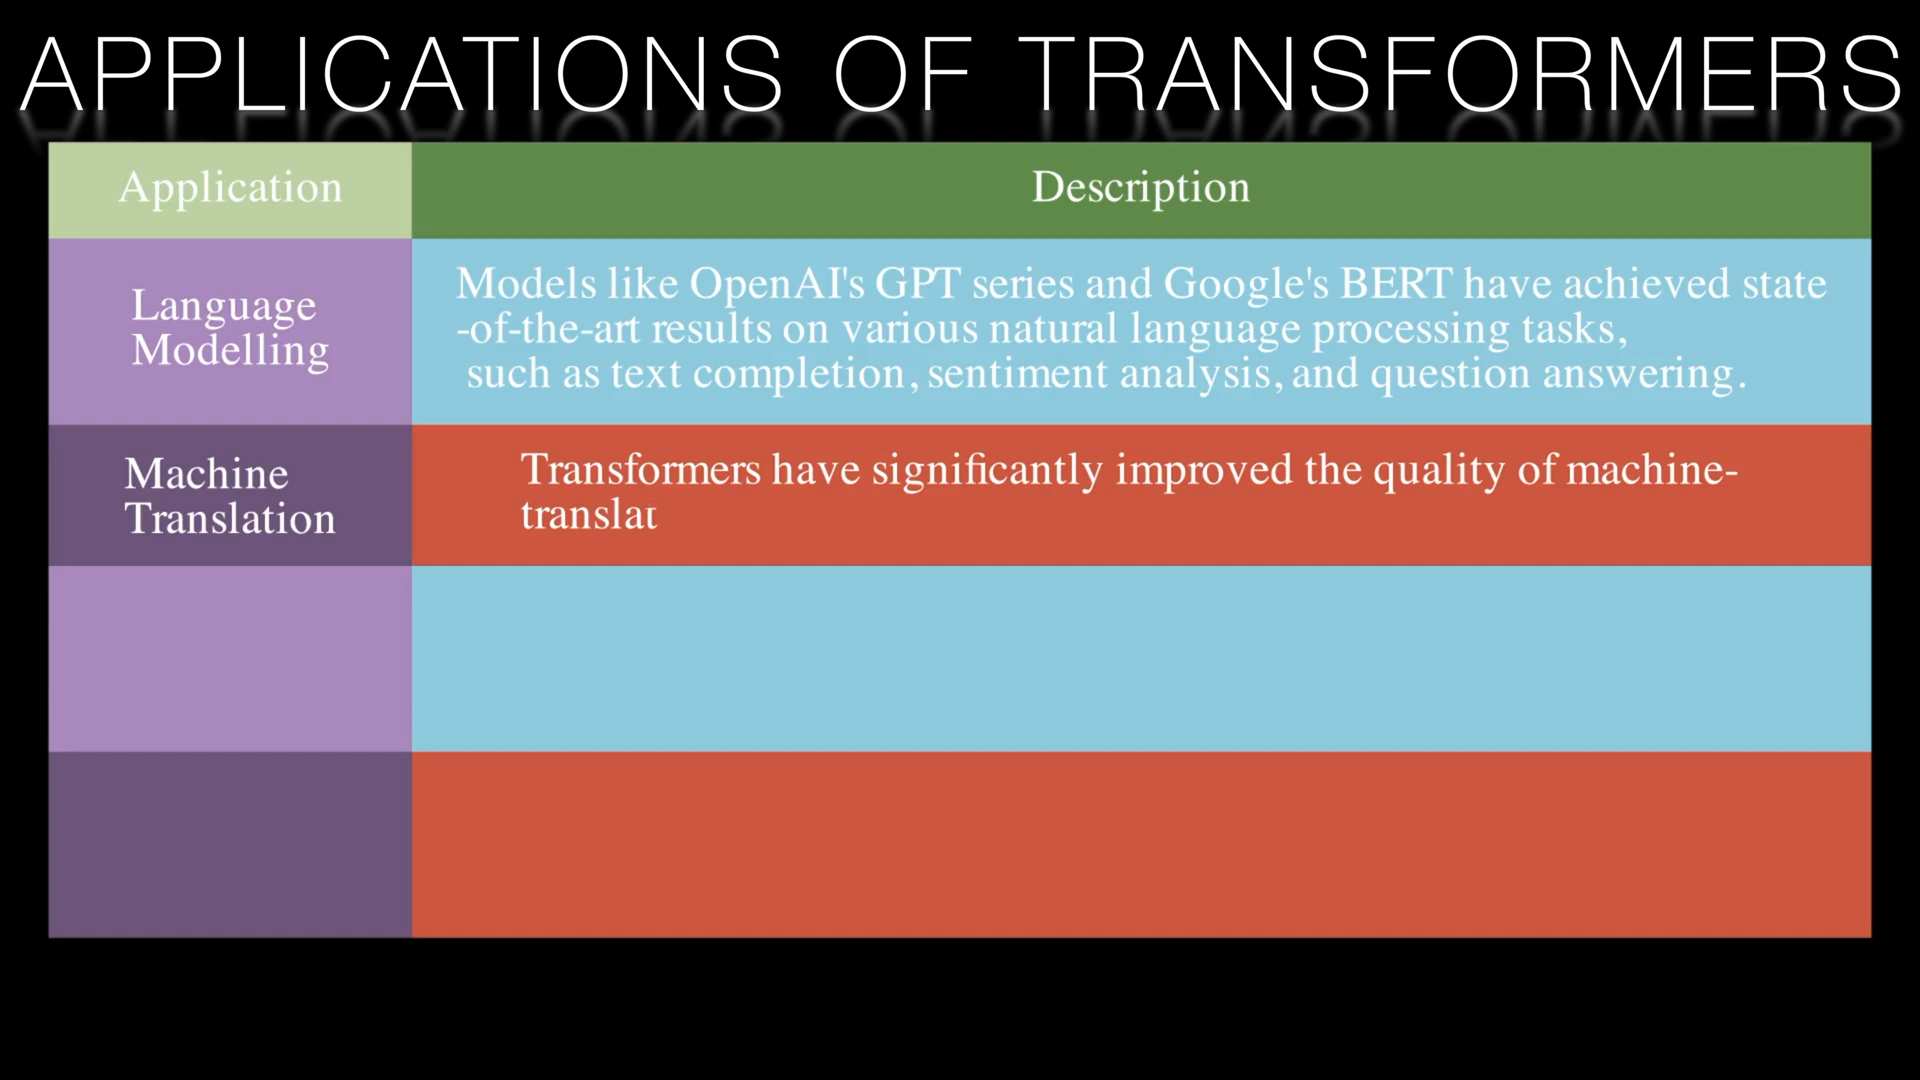 APPLICATIONS OF TRANSFORMERS
Application
Description
Language
Modelling
Models like OpenAI's GPT series and Google's BERT have achieved state
-of-the-art results on various natural language processing tasks,
such as text completion, sentiment analysis, and question answering.
Machine
Translation
Transformers have significantly improved the quality of machine-
translat